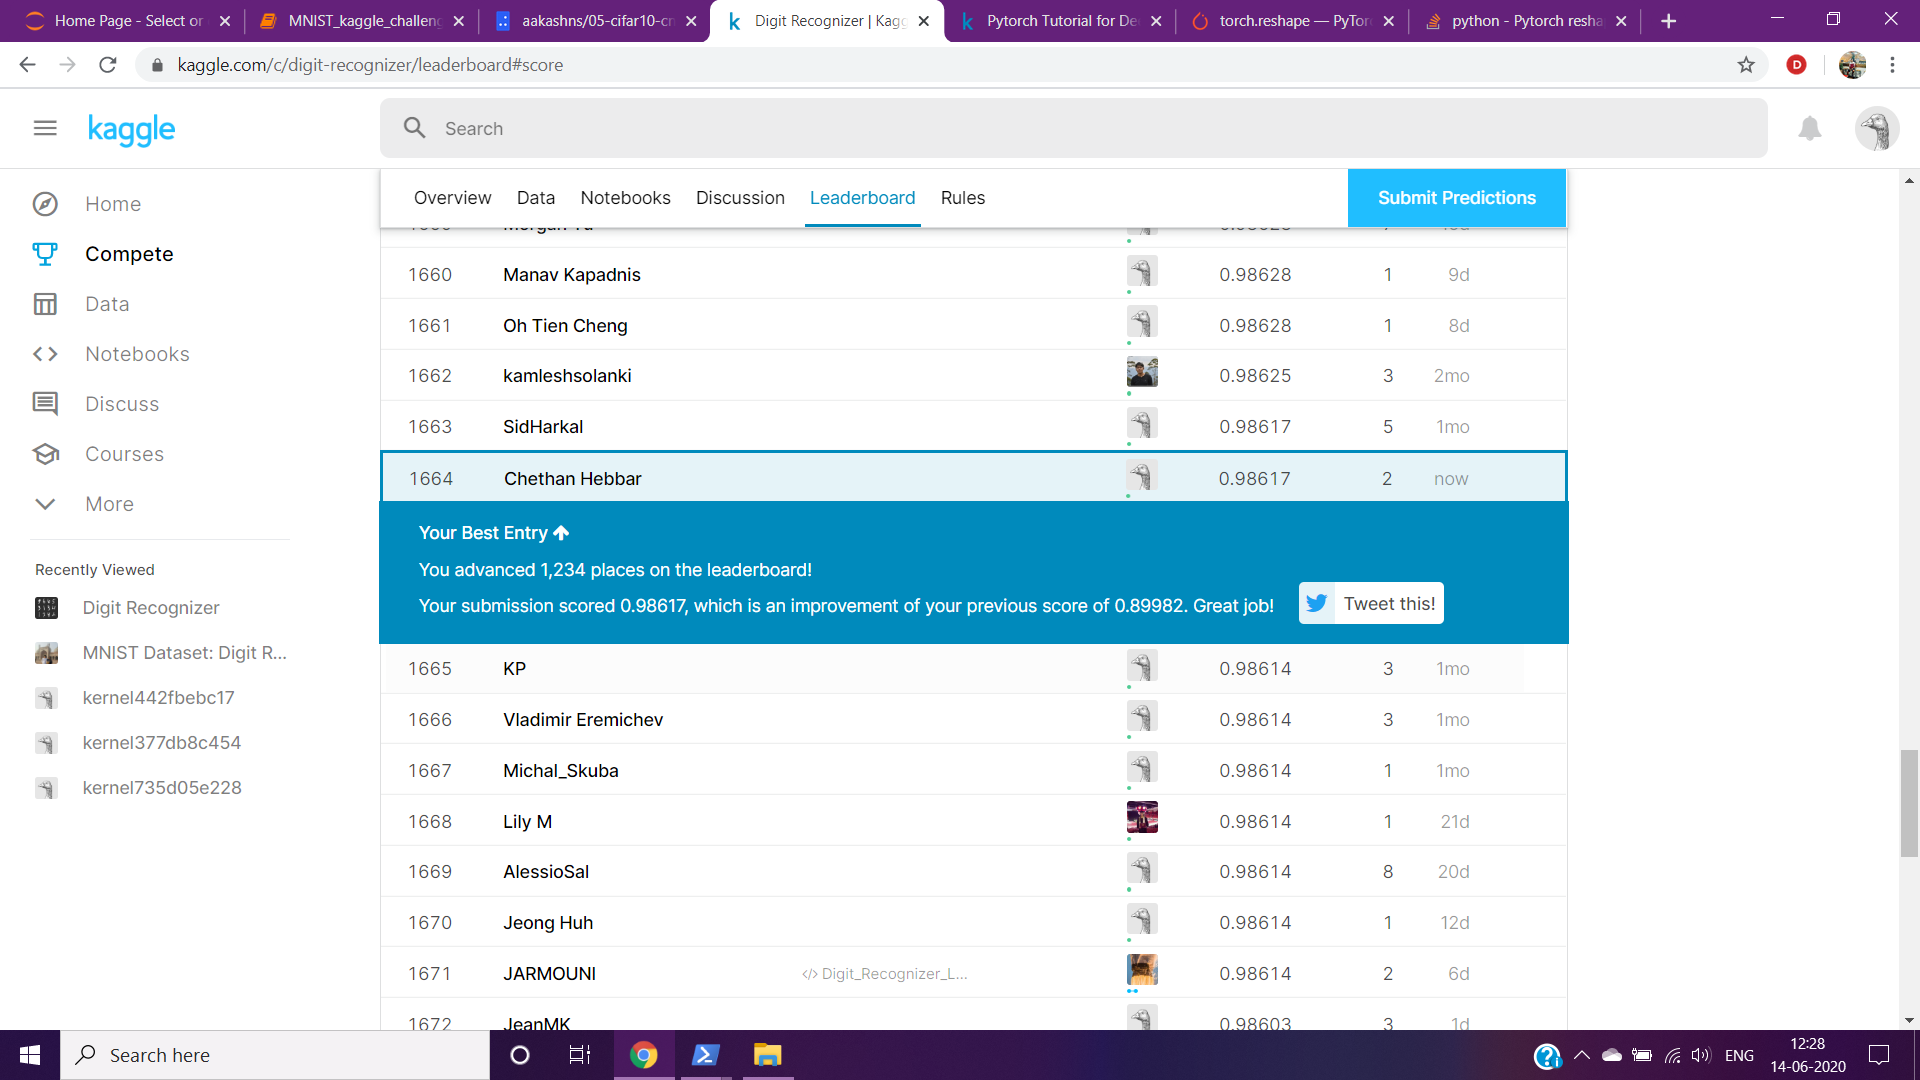 Home Page - Select or
MNIST_kaggle_challeng
aakashns/05-cifar10-cn
Digit Recognizer | Kagg
Pytorch Tutorial for De
torch.reshape — PyTor
python - Pytorch resha
kaggle.com/c/digit-recognizer/leaderboard#score
D
kaggle
Search
Home
Compete
Data
Notebooks
Discuss
Courses
More
Recently Viewed
Digit Recognizer
MNIST Dataset: Digit R...
kernel442fbebc17
kernel377db8c454
kernel735d05e228
Overview Data Notebooks Discussion Leaderboard Rules
Submit Predictions
1660 Manav Kapadnis 0.98628 1 9d
1661 Oh Tien Cheng 0.98628 1 8d
1662 kamleshsolanki 0.98625 3 2mo
1663 SidHarkal 0.98617 5 1mo
1664 Chethan Hebbar 0.98617 2 now
Your Best Entry
You advanced 1,234 places on the leaderboard!
Your submission scored 0.98617, which is an improvement of your previous score of 0.89982. Great job!
Tweet this!
1665 KP 0.98614 3 1mo
1666 Vladimir Eremichev 0.98614 3 1mo
1667 Michal_Skuba 0.98614 1 1mo
1668 Lily M 0.98614 1 21d
1669 AlessioSal 0.98614 8 20d
1670 Jeong Huh 0.98614 1 12d
1671 JARMOUNI </> Digit_Recognizer_L... 0.98614 2 6d
1672 JeanMK 0.98603 3 1d
Search here
ENG
12:28
14-06-2020